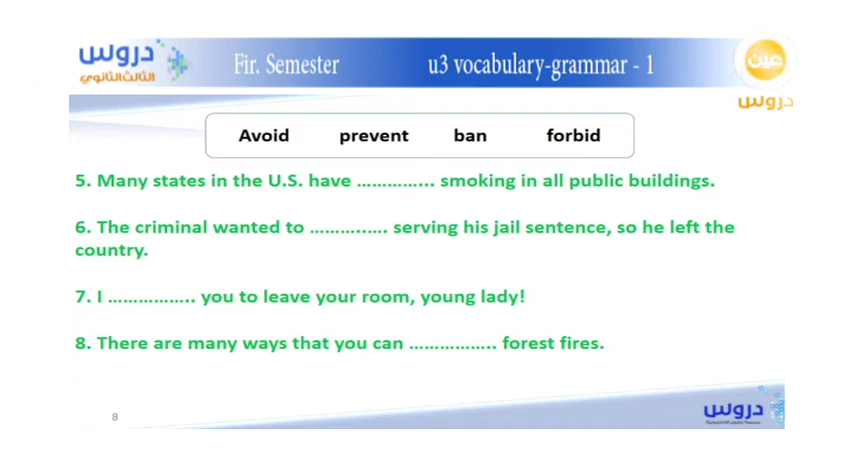 دروس
الثالث الثانوي
Fir. Semester
u3 vocabulary-grammar - 1
عين
دروس
Avoid prevent ban forbid
5. Many states in the U.S. have ………….… smoking in all public buildings.
6. The criminal wanted to ………..…. serving his jail sentence, so he left the
country.
7. I …………….. you to leave your room, young lady!
8. There are many ways that you can …………….. forest fires.
8
دروس